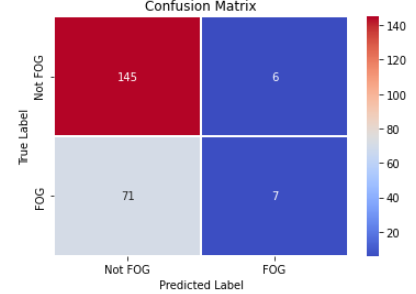 Confusion Matrix
Not FOG
FOG
True Label
145
6
71
7
Not FOG
FOG
Predicted Label
140
120
100
80
60
40
20